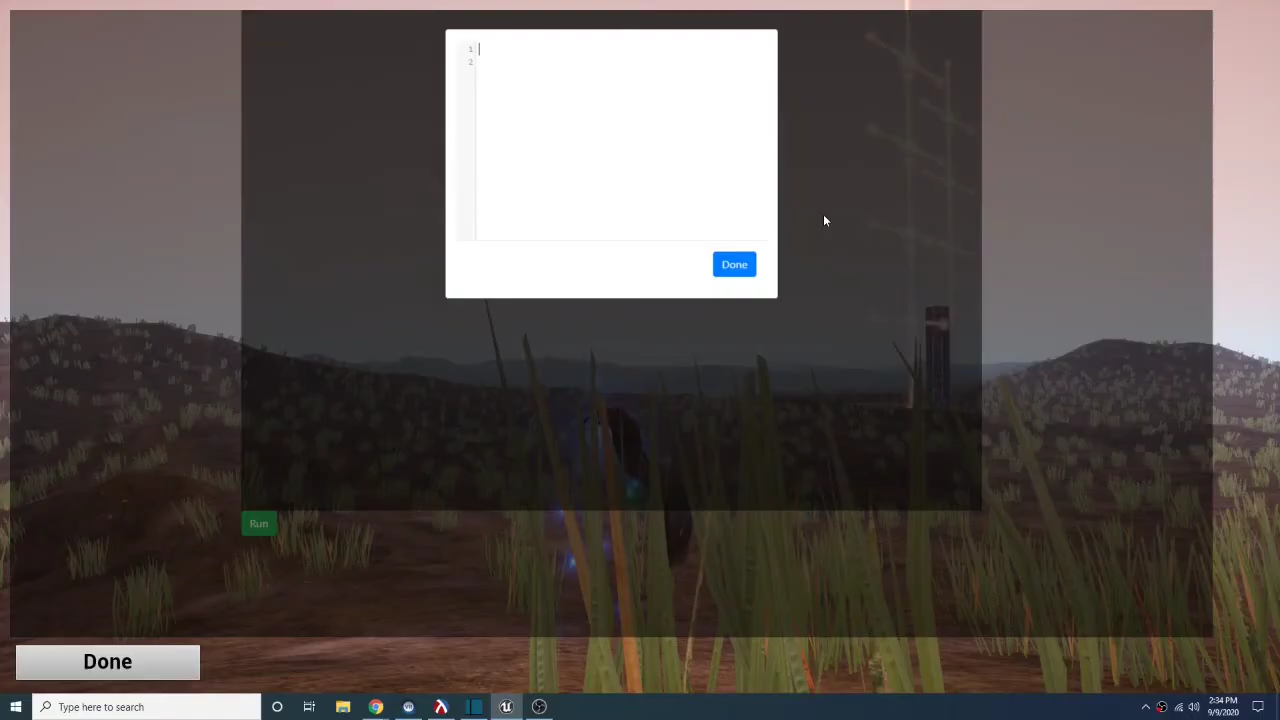 1
2
Done
Run
Done
Type here to search
2:34 PM
9/9/2020